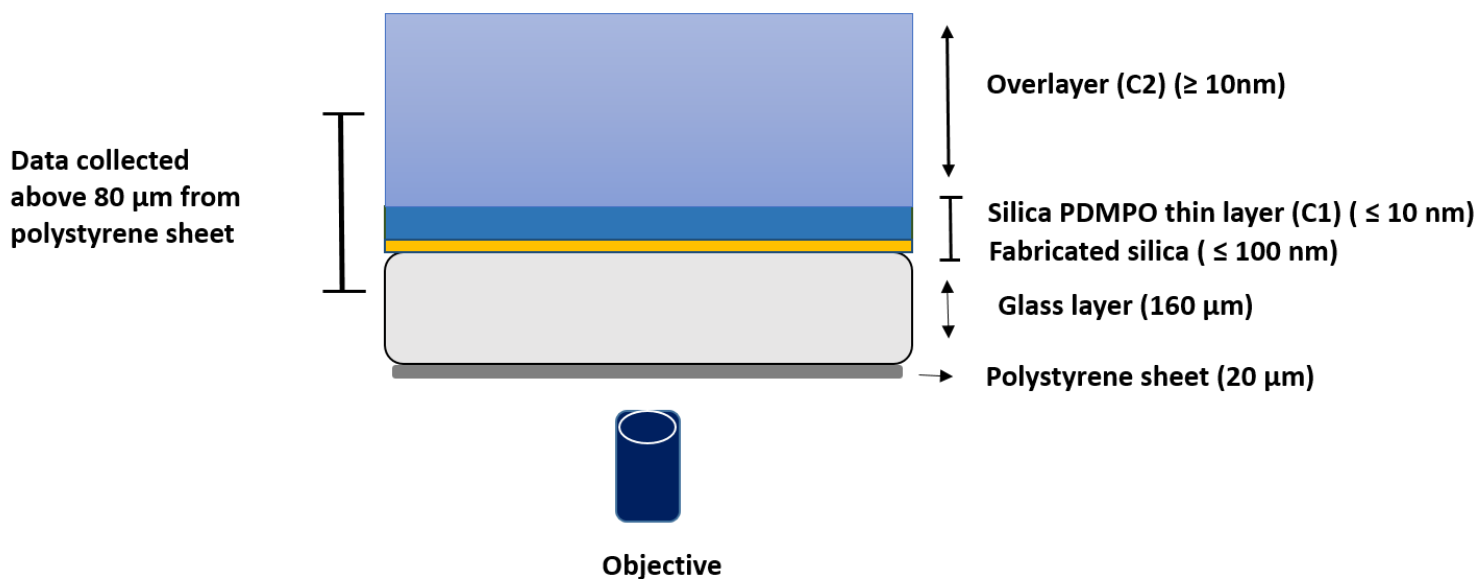 Overlayer (C2) (≥ 10nm)
Data collected
above 80 µm from
polystyrene sheet
Silica PDMPO thin layer (C1) ( ≤ 10 nm)
Fabricated silica ( ≤ 100 nm)
Glass layer (160 µm)
Polystyrene sheet (20 µm)
Objective